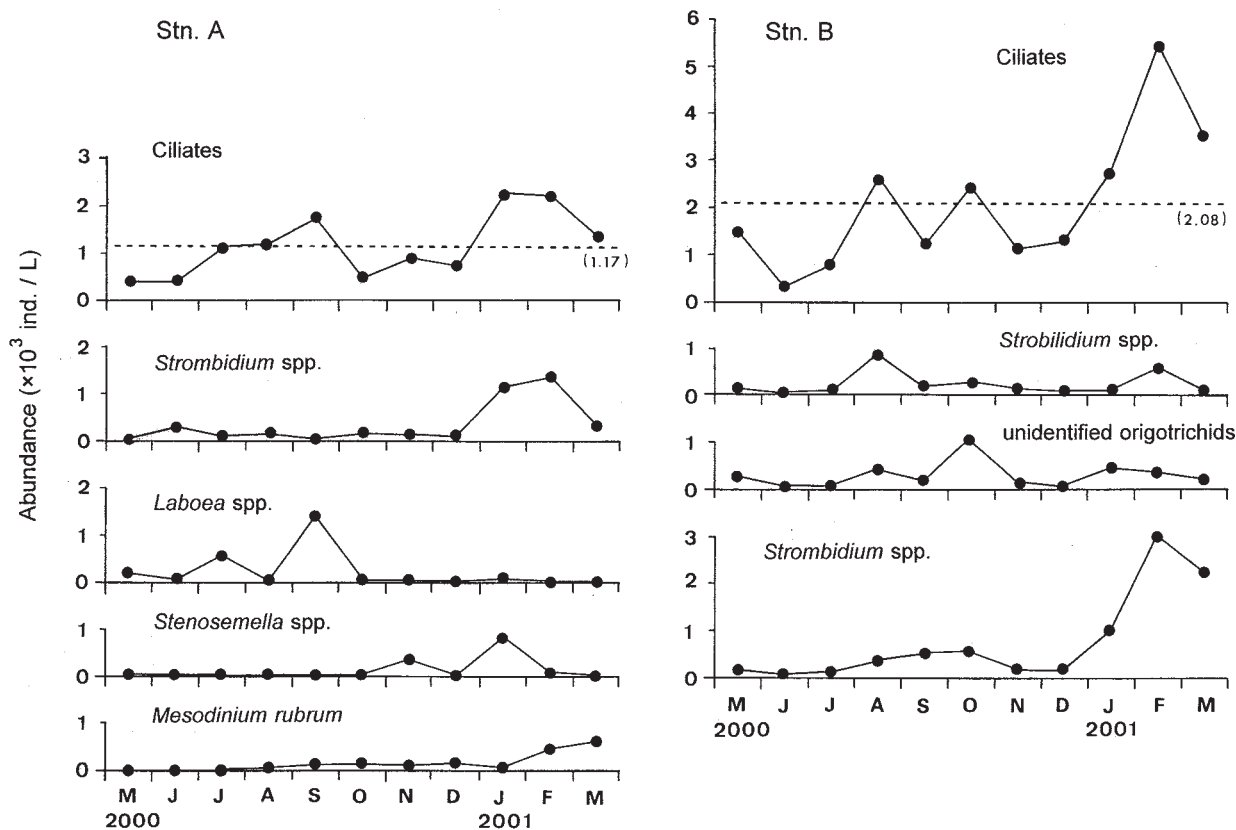 Stn. A
Ciliates
3
2
1
0
(1.17)
Strombidium spp.
2
1
0
Laboea spp.
2
1
0
Stenosemella spp.
1
0
Mesodinium rubrum
1
0
M J J A S O N D J F M
2000 2001
Abundance (×10³ ind. / L)
Stn. B
Ciliates
6
5
4
3
2
1
0
(2.08)
Strobilidium spp.
1
0
unidentified origotrichids
1
0
Strombidium spp.
3
2
1
0
M J J A S O N D J F M
2000 2001